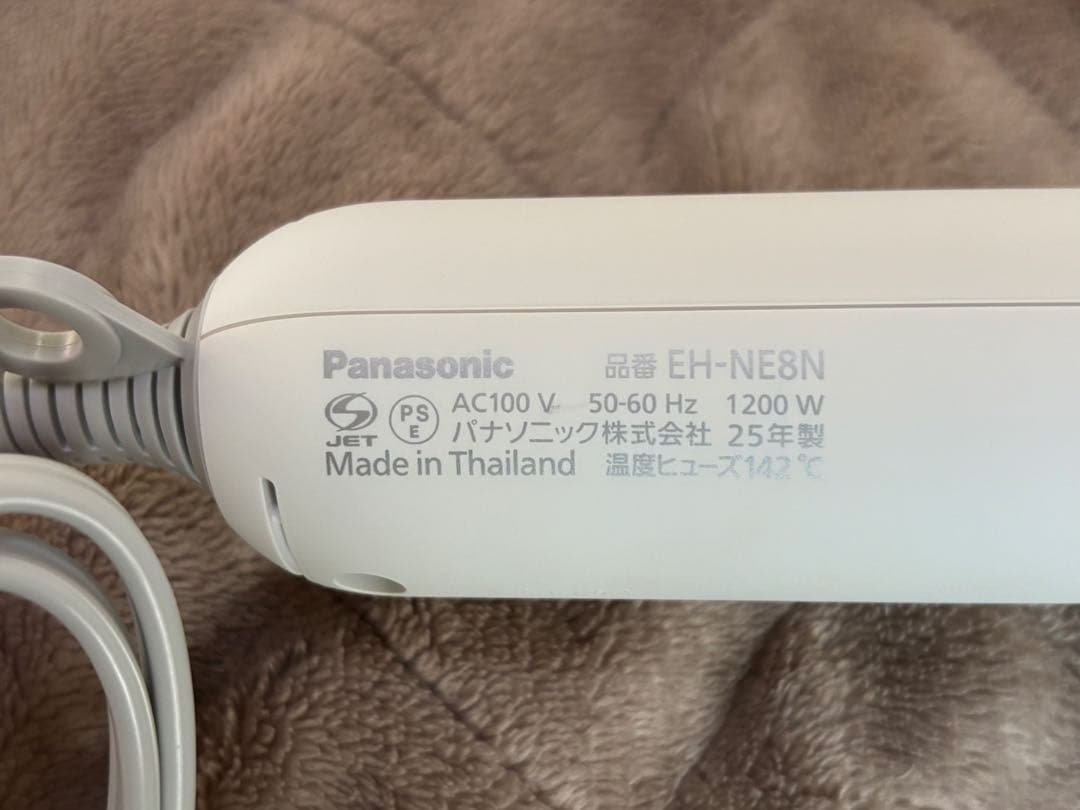 Panasonic 品番 EH-NE8N
JET PS E AC100 V 50-60 Hz 1200 W
パナソニック株式会社 25年製
Made in Thailand 温度ヒューズ142℃